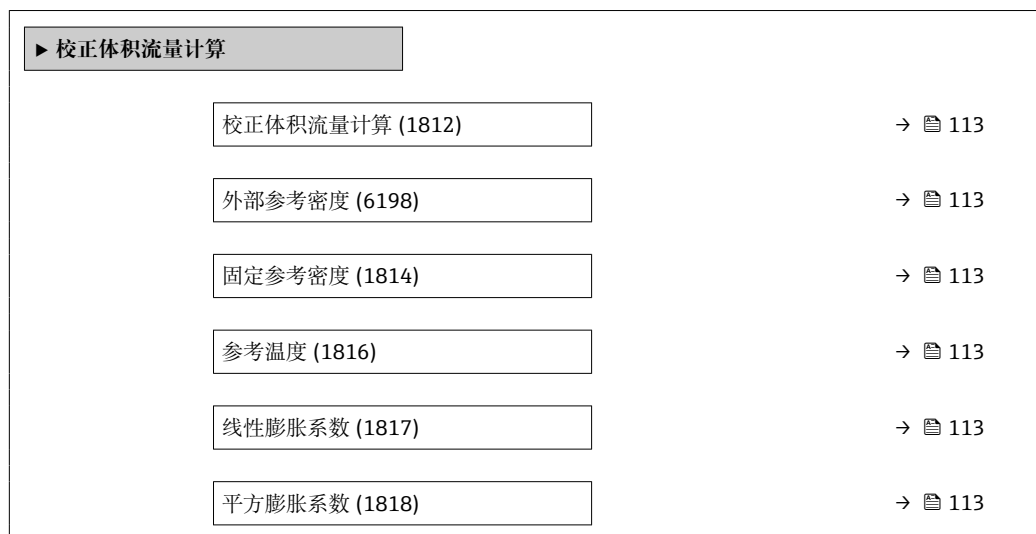 ▶ 校正体积流量计算
校正体积流量计算 (1812) → 113
外部参考密度 (6198) → 113
固定参考密度 (1814) → 113
参考温度 (1816) → 113
线性膨胀系数 (1817) → 113
平方膨胀系数 (1818) → 113